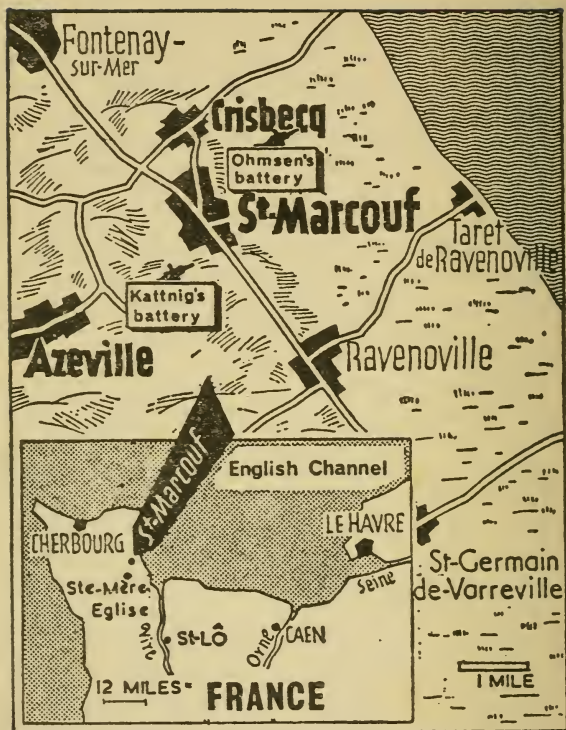 Fontenay-
sur-Mer
Crisbecq
Ohmsen's
battery
St-Marcouf
Taret
de Ravenoville
Kattnig's
battery
Azeville
Ravenoville
St-Marcouf
English Channel
CHERBOURG
LE HAVRE
Seine
Ste-Mère-
Eglise
Vire
St-LÔ
Orne
CAEN
St-Germain
de-Varreville
12 MILES
FRANCE
1 MILE